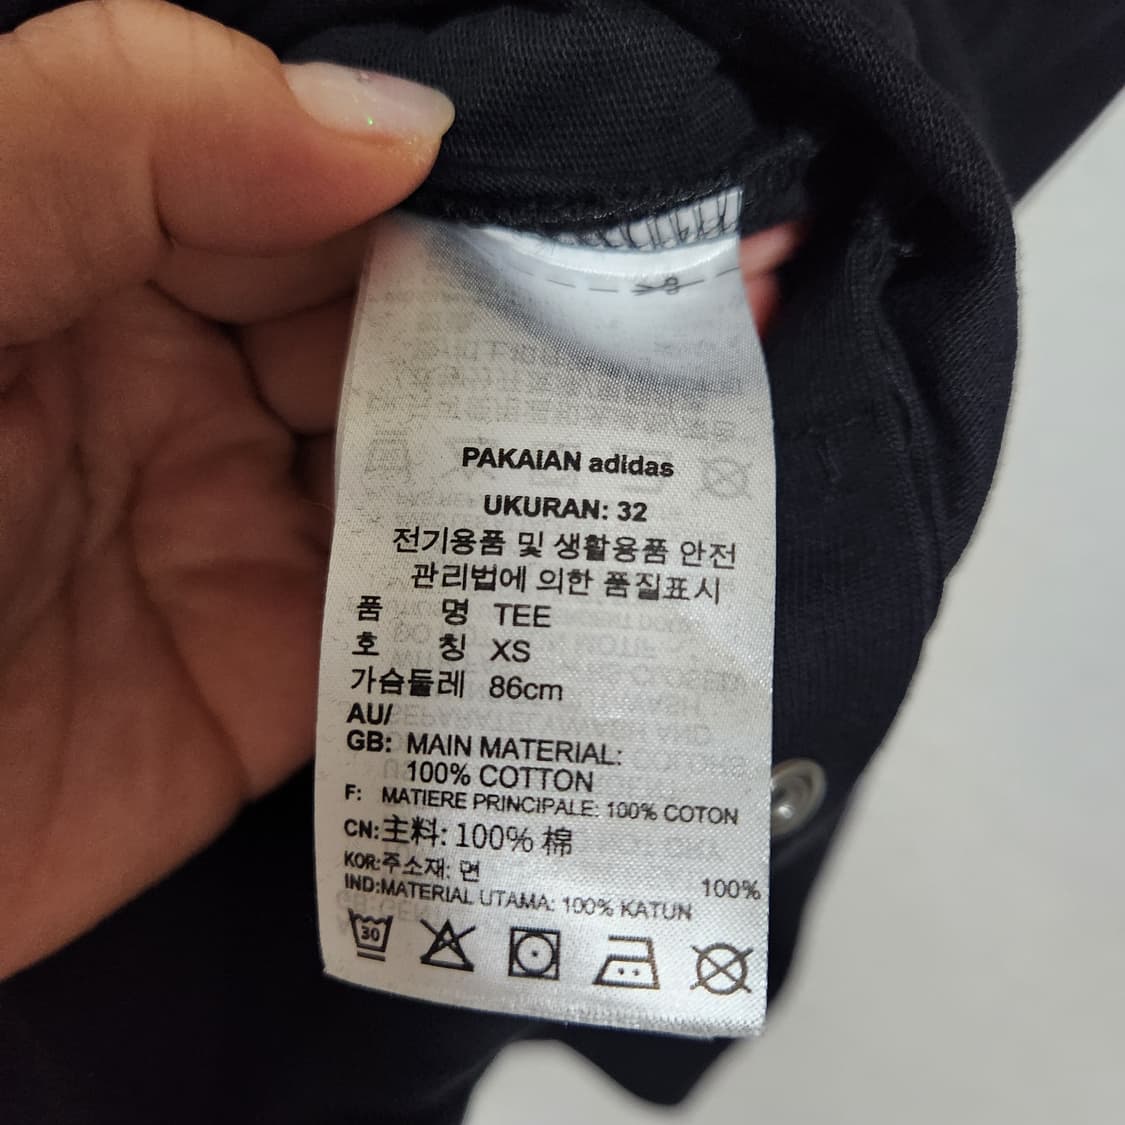 PAKAIAN adidas
UKURAN: 32
전기용품 및 생활용품 안전
관리법에 의한 품질표시
품 명 TEE
호 칭 XS
가슴둘레 86cm
AU/
GB: MAIN MATERIAL:
100% COTTON
F: MATIERE PRINCIPALE: 100% COTON
CN:主料: 100% 棉
KOR:주소재: 면 100%
IND:MATERIAL UTAMA: 100% KATUN
30